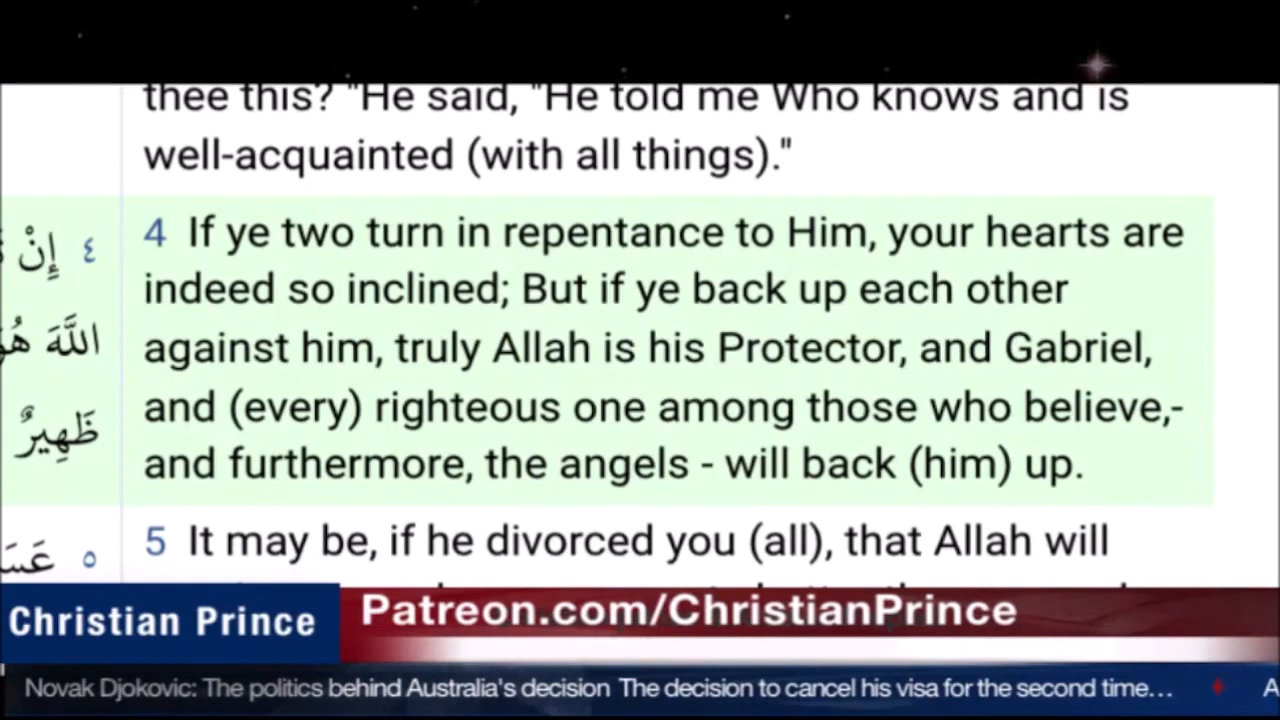 thee this? "He said, "He told me Who knows and is
well-acquainted (with all things)."
4 If ye two turn in repentance to Him, your hearts are
indeed so inclined; But if ye back up each other
against him, truly Allah is his Protector, and Gabriel,
and (every) righteous one among those who believe,-
and furthermore, the angels - will back (him) up.
٤ إِنْ
اللَّهَ
ظَهِيرٌ
5 It may be, if he divorced you (all), that Allah will
٥
Christian Prince
Patreon.com/ChristianPrince
Novak Djokovic: The politics behind Australia's decision The decision to cancel his visa for the second time… A